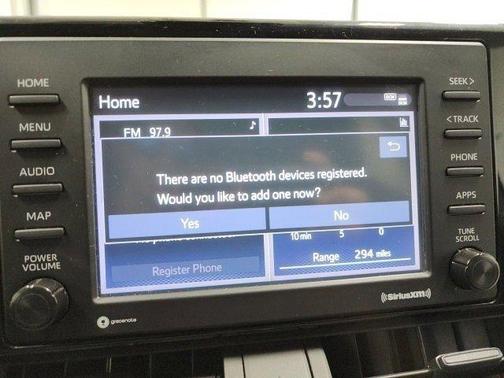 HOME
MENU
AUDIO
MAP
POWER
VOLUME
gracenote
Home 3:57
FM 97.9
There are no Bluetooth devices registered.
Would you like to add one now?
Yes No
Register Phone
10 min 5 0
Range 294 miles
SEEK >
< TRACK
PHONE
APPS
TUNE
SCROLL
((SiriusXM))